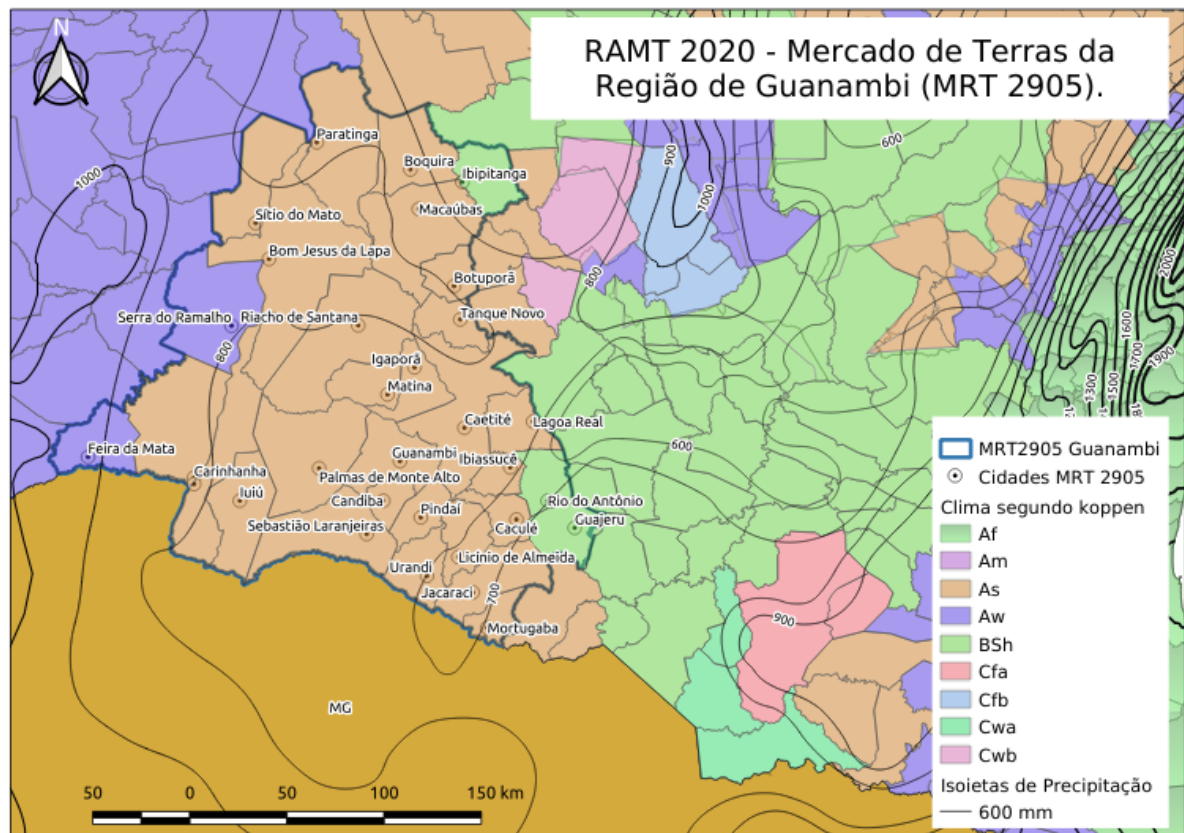 N
RAMT 2020 - Mercado de Terras da
Região de Guanambi (MRT 2905).
Paratinga
Boquira
Ibipitanga
Macaúbas
Sítio do Mato
Bom Jesus da Lapa
Botuporã
Serra do Ramalho
Riacho de Santana
Tanque Novo
Igaporã
Matina
Caetité
Lagoa Real
Feira da Mata
Guanambi
Ibiassucê
Carinhanha
Palmas de Monte Alto
Iuiú
Candiba
Rio do Antônio
Pindaí
Guajeru
Sebastião Laranjeiras
Caculé
Licínio de Almeida
Urandi
Jacaraci
Mortugaba
MG
1000
800
700
600
900
1000
800
600
900
2000
1600
1700
1900
1300
1500
MRT2905 Guanambi
Cidades MRT 2905
Clima segundo koppen
Af
Am
As
Aw
BSh
Cfa
Cfb
Cwa
Cwb
Isoietas de Precipitação
600 mm
50 0 50 100 150 km